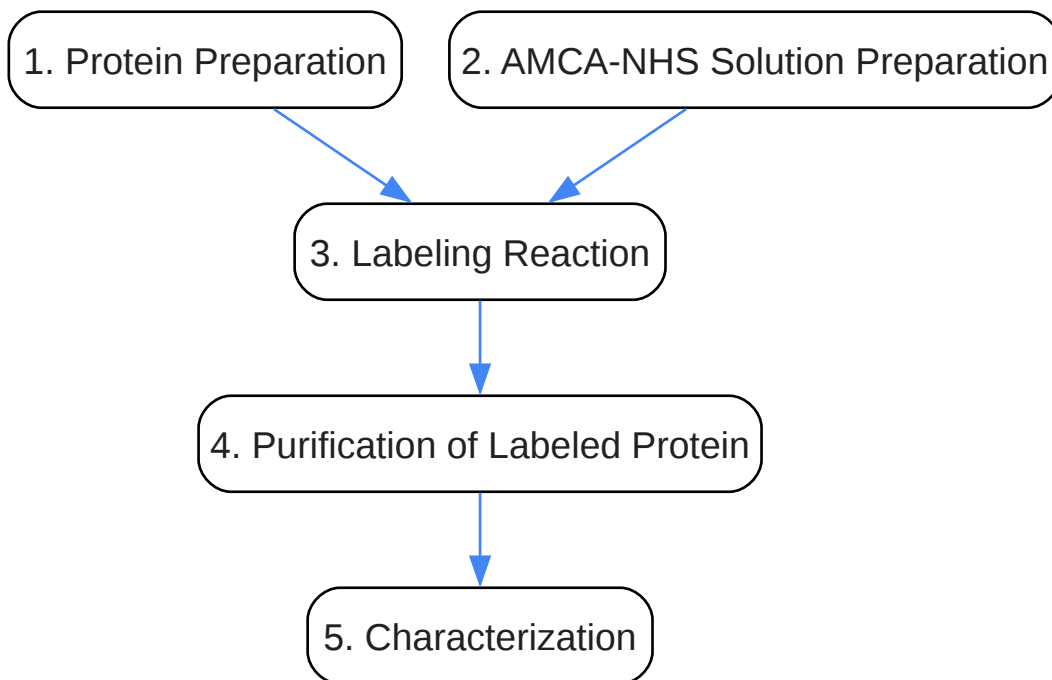 1. Protein Preparation
2. AMCA-NHS Solution Preparation
3. Labeling Reaction
4. Purification of Labeled Protein
5. Characterization